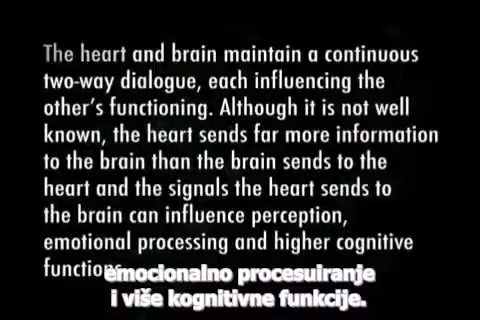 The heart and brain maintain a continuous
two-way dialogue, each influencing the
other's functioning. Although it is not well
known, the heart sends far more information
to the brain than the brain sends to the
heart and the signals the heart sends to
the brain can influence perception,
emotional processing and higher cognitive
functions
emocionalno procesuiranje
i više kognitivne funkcije.